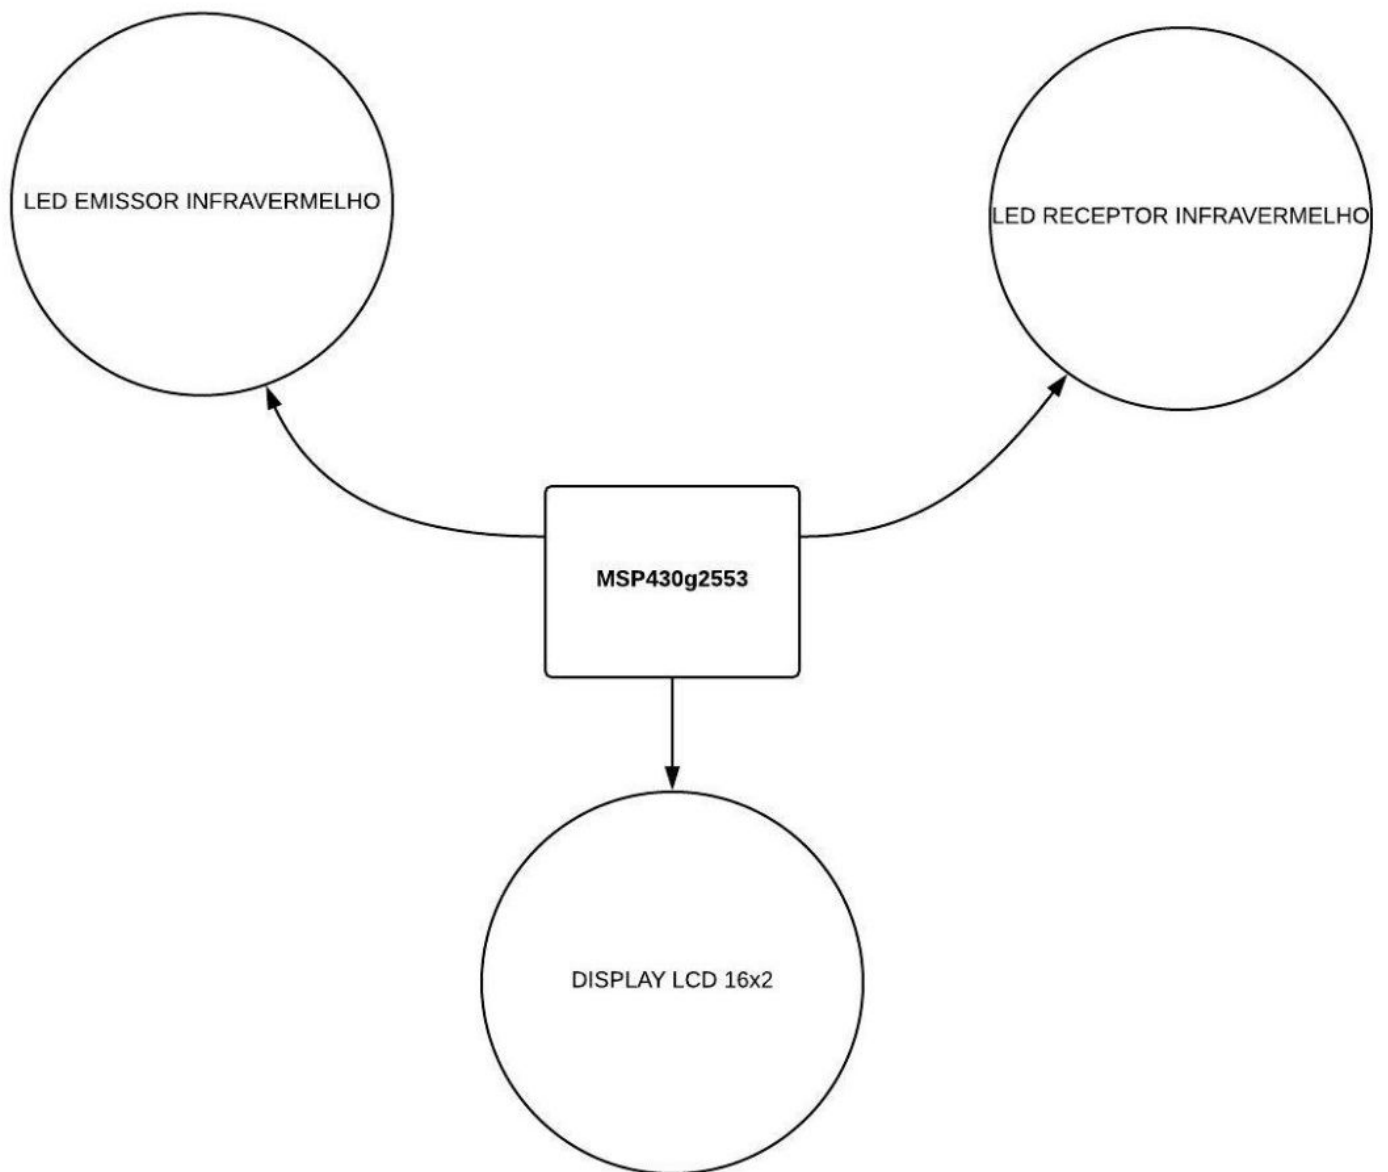 LED EMISSOR INFRAVERMELHO
LED RECEPTOR INFRAVERMELHO
MSP430g2553
DISPLAY LCD 16x2